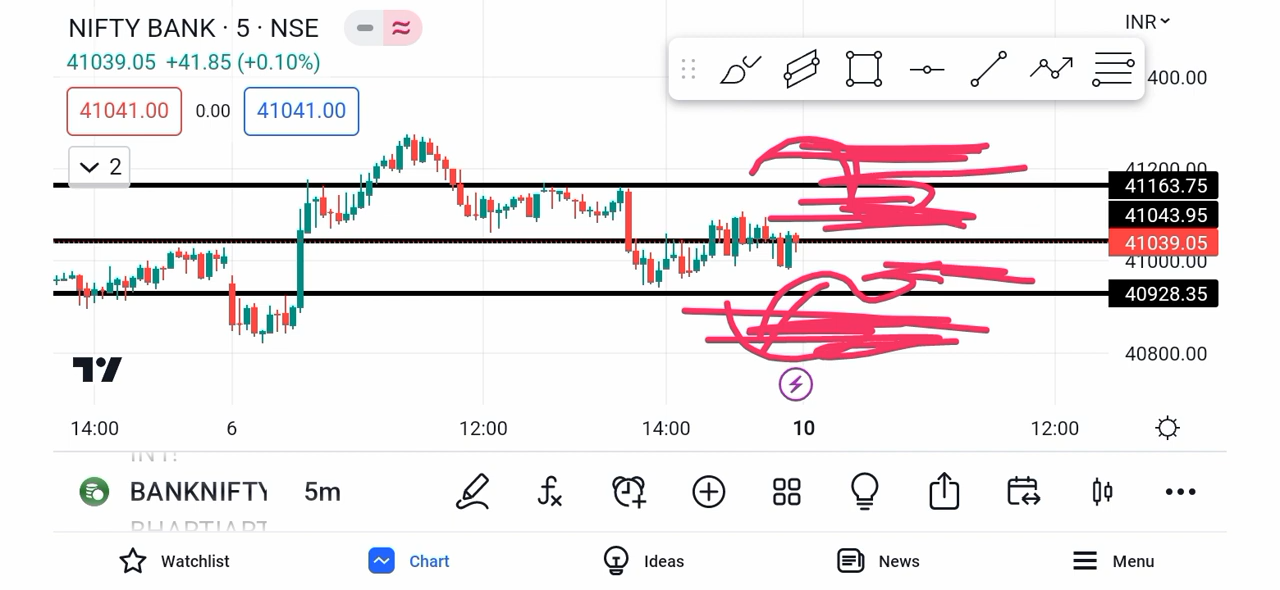 NIFTY BANK · 5 · NSE
INR
41039.05 +41.85 (+0.10%)
400.00
41041.00 0.00 41041.00
2
41200.00
41163.75
41043.95
41039.05
41000.00
40928.35
40800.00
14:00 6 12:00 14:00 10 12:00
BANKNIFTY 5m
BHARTIART
Watchlist Chart Ideas News Menu